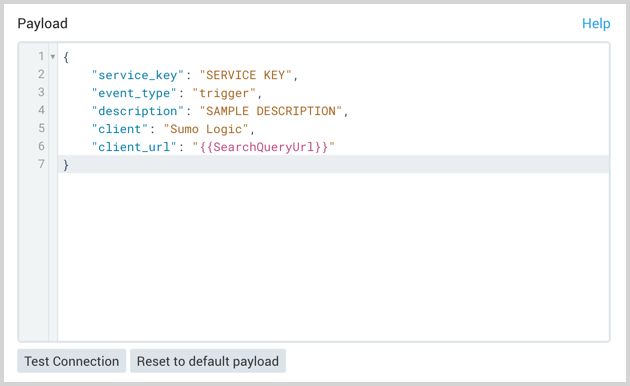 Payload Help
1 {
2 "service_key": "SERVICE KEY",
3 "event_type": "trigger",
4 "description": "SAMPLE DESCRIPTION",
5 "client": "Sumo Logic",
6 "client_url": "{{SearchQueryUrl}}"
7 }
Test Connection Reset to default payload